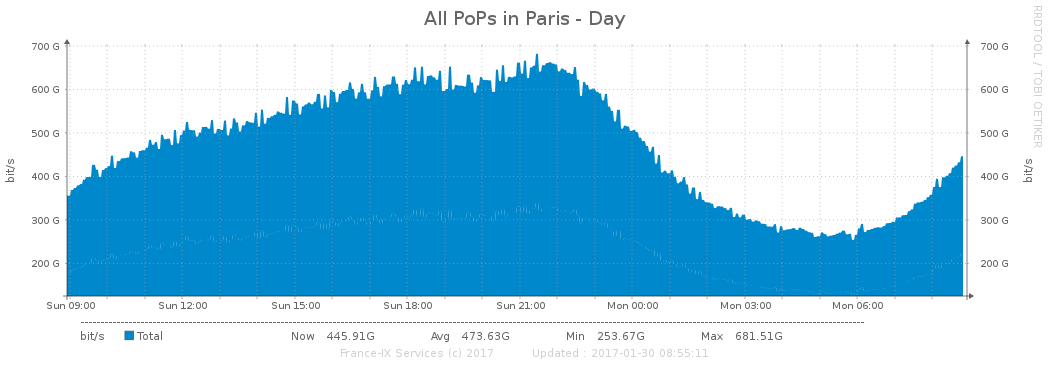 All PoPs in Paris - Day
RRDTOOL / TOBI OETIKER
bit/s
700 G 700 G
600 G 600 G
500 G 500 G
400 G 400 G
300 G 300 G
200 G 200 G
bit/s
Sun 09:00 Sun 12:00 Sun 15:00 Sun 18:00 Sun 21:00 Mon 00:00 Mon 03:00 Mon 06:00
bit/s Total Now 445.91G Avg 473.63G Min 253.67G Max 681.51G
France-IX Services (c) 2017 Updated : 2017-01-30 08:55:11